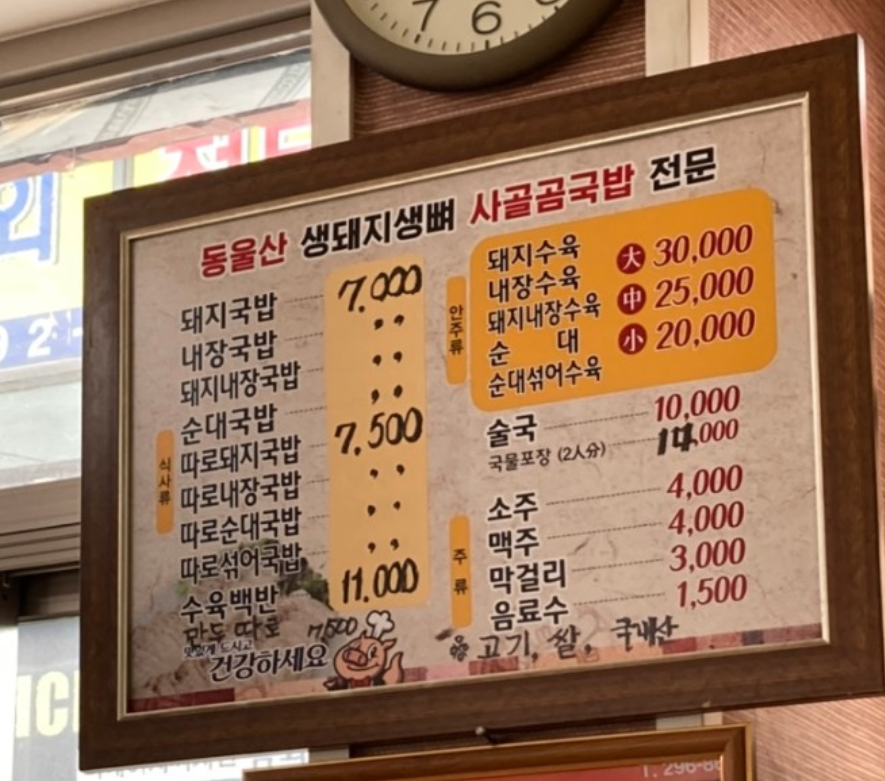 7 6
동울산 생돼지생뼈 사골곰국밥 전문
식사류
돼지국밥 7.000
내장국밥 〃
돼지내장국밥 〃
순대국밥 〃
따로돼지국밥 7.500
따로내장국밥 〃
따로순대국밥 〃
따로섞어국밥 〃
수육백반 11.000
만두 따로 7,500
맛있게 드시고
건강하세요
안주류
돼지수육
내장수육
돼지내장수육
순 대
순대섞어수육
大 30,000
中 25,000
小 20,000
술국 10,000
국물포장 (2人分)
주류
소주 4,000
맥주 4,000
막걸리 3,000
음료수 1,500
※ 고기, 쌀, 국내산